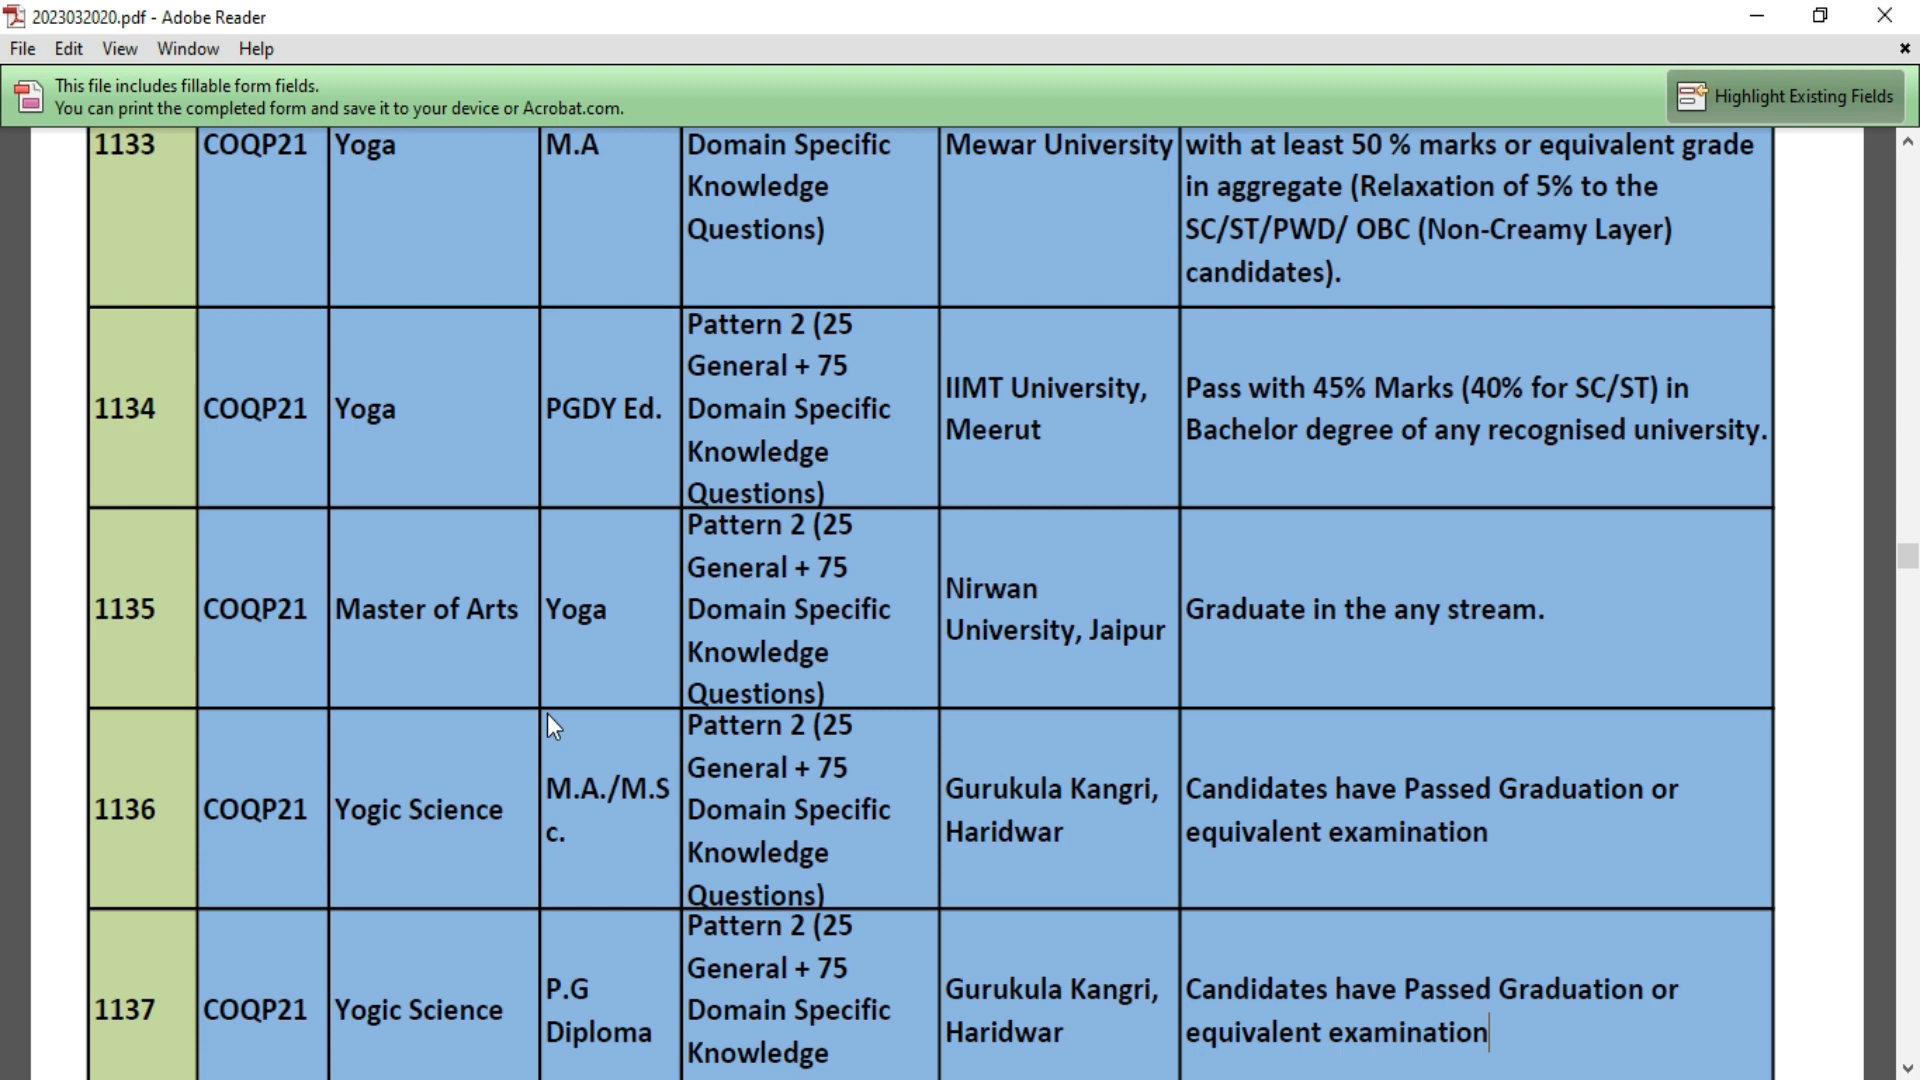 2023032020.pdf - Adobe Reader
File Edit View Window Help
This file includes fillable form fields.
You can print the completed form and save it to your device or Acrobat.com.
Highlight Existing Fields
1133
COQP21
Yoga
M.A
Domain Specific
Knowledge
Questions)
Mewar University
with at least 50 % marks or equivalent grade
in aggregate (Relaxation of 5% to the
SC/ST/PWD/ OBC (Non-Creamy Layer)
candidates).
1134
COQP21
Yoga
PGDY Ed.
Pattern 2 (25
General + 75
Domain Specific
Knowledge
Questions)
IIMT University,
Meerut
Pass with 45% Marks (40% for SC/ST) in
Bachelor degree of any recognised university.
1135
COQP21
Master of Arts
Yoga
Pattern 2 (25
General + 75
Domain Specific
Knowledge
Questions)
Nirwan
University, Jaipur
Graduate in the any stream.
1136
COQP21
Yogic Science
M.A./M.S
c.
Pattern 2 (25
General + 75
Domain Specific
Knowledge
Questions)
Gurukula Kangri,
Haridwar
Candidates have Passed Graduation or
equivalent examination
1137
COQP21
Yogic Science
P.G
Diploma
Pattern 2 (25
General + 75
Domain Specific
Knowledge
Gurukula Kangri,
Haridwar
Candidates have Passed Graduation or
equivalent examination